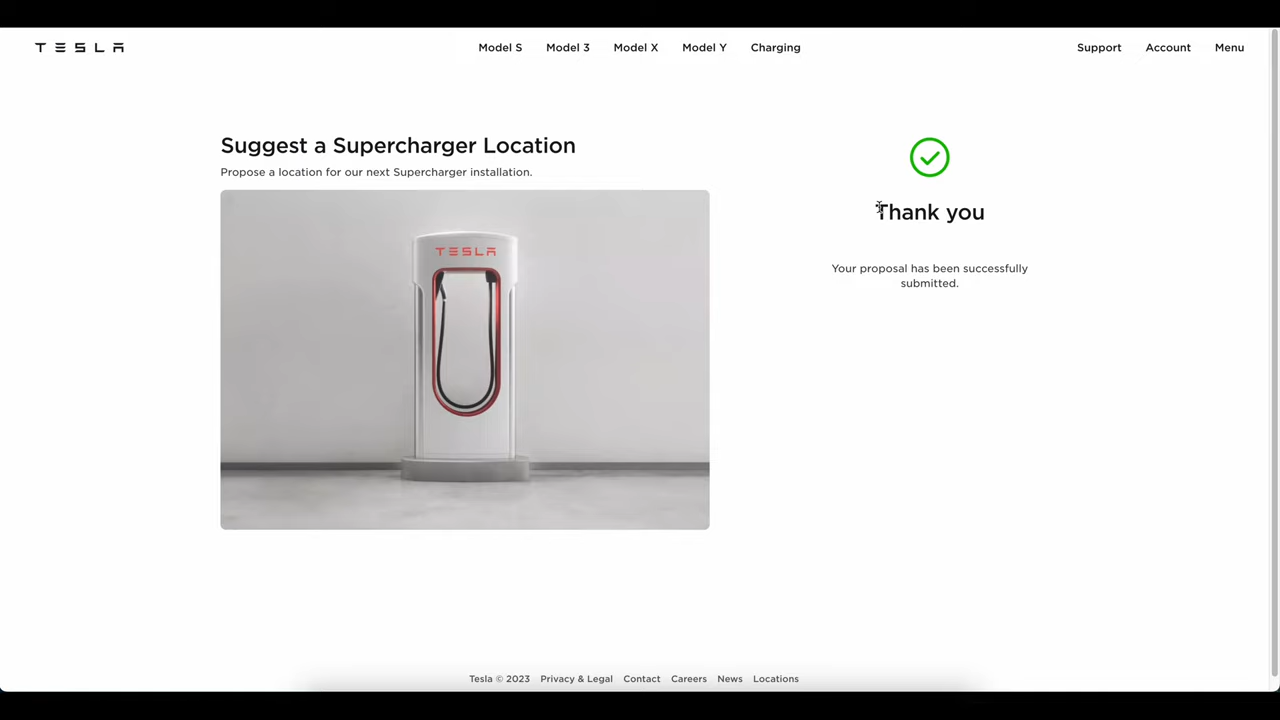 TESLA
Model S Model 3 Model X Model Y Charging
Support Account Menu
Suggest a Supercharger Location
Propose a location for our next Supercharger installation.
TESLA
Thank you
Your proposal has been successfully
submitted.
Tesla © 2023 Privacy & Legal Contact Careers News Locations